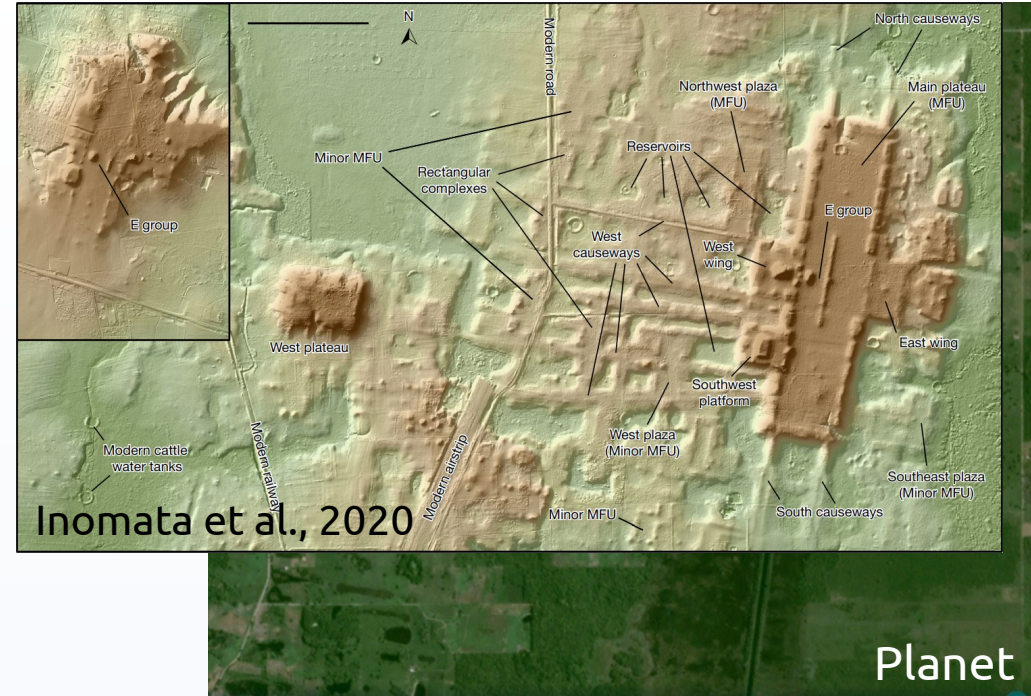 N
North causeways
Modern road
Northwest plaza
(MFU)
Main plateau
(MFU)
Minor MFU
Reservoirs
Rectangular
complexes
E group
E group
West
causeways
West
wing
West plateau
East wing
Southwest
platform
Modern cattle
water tanks
Modern railway
Modern airstrip
West plaza
(Minor MFU)
Southeast plaza
(Minor MFU)
Minor MFU
South causeways
Inomata et al., 2020
Planet